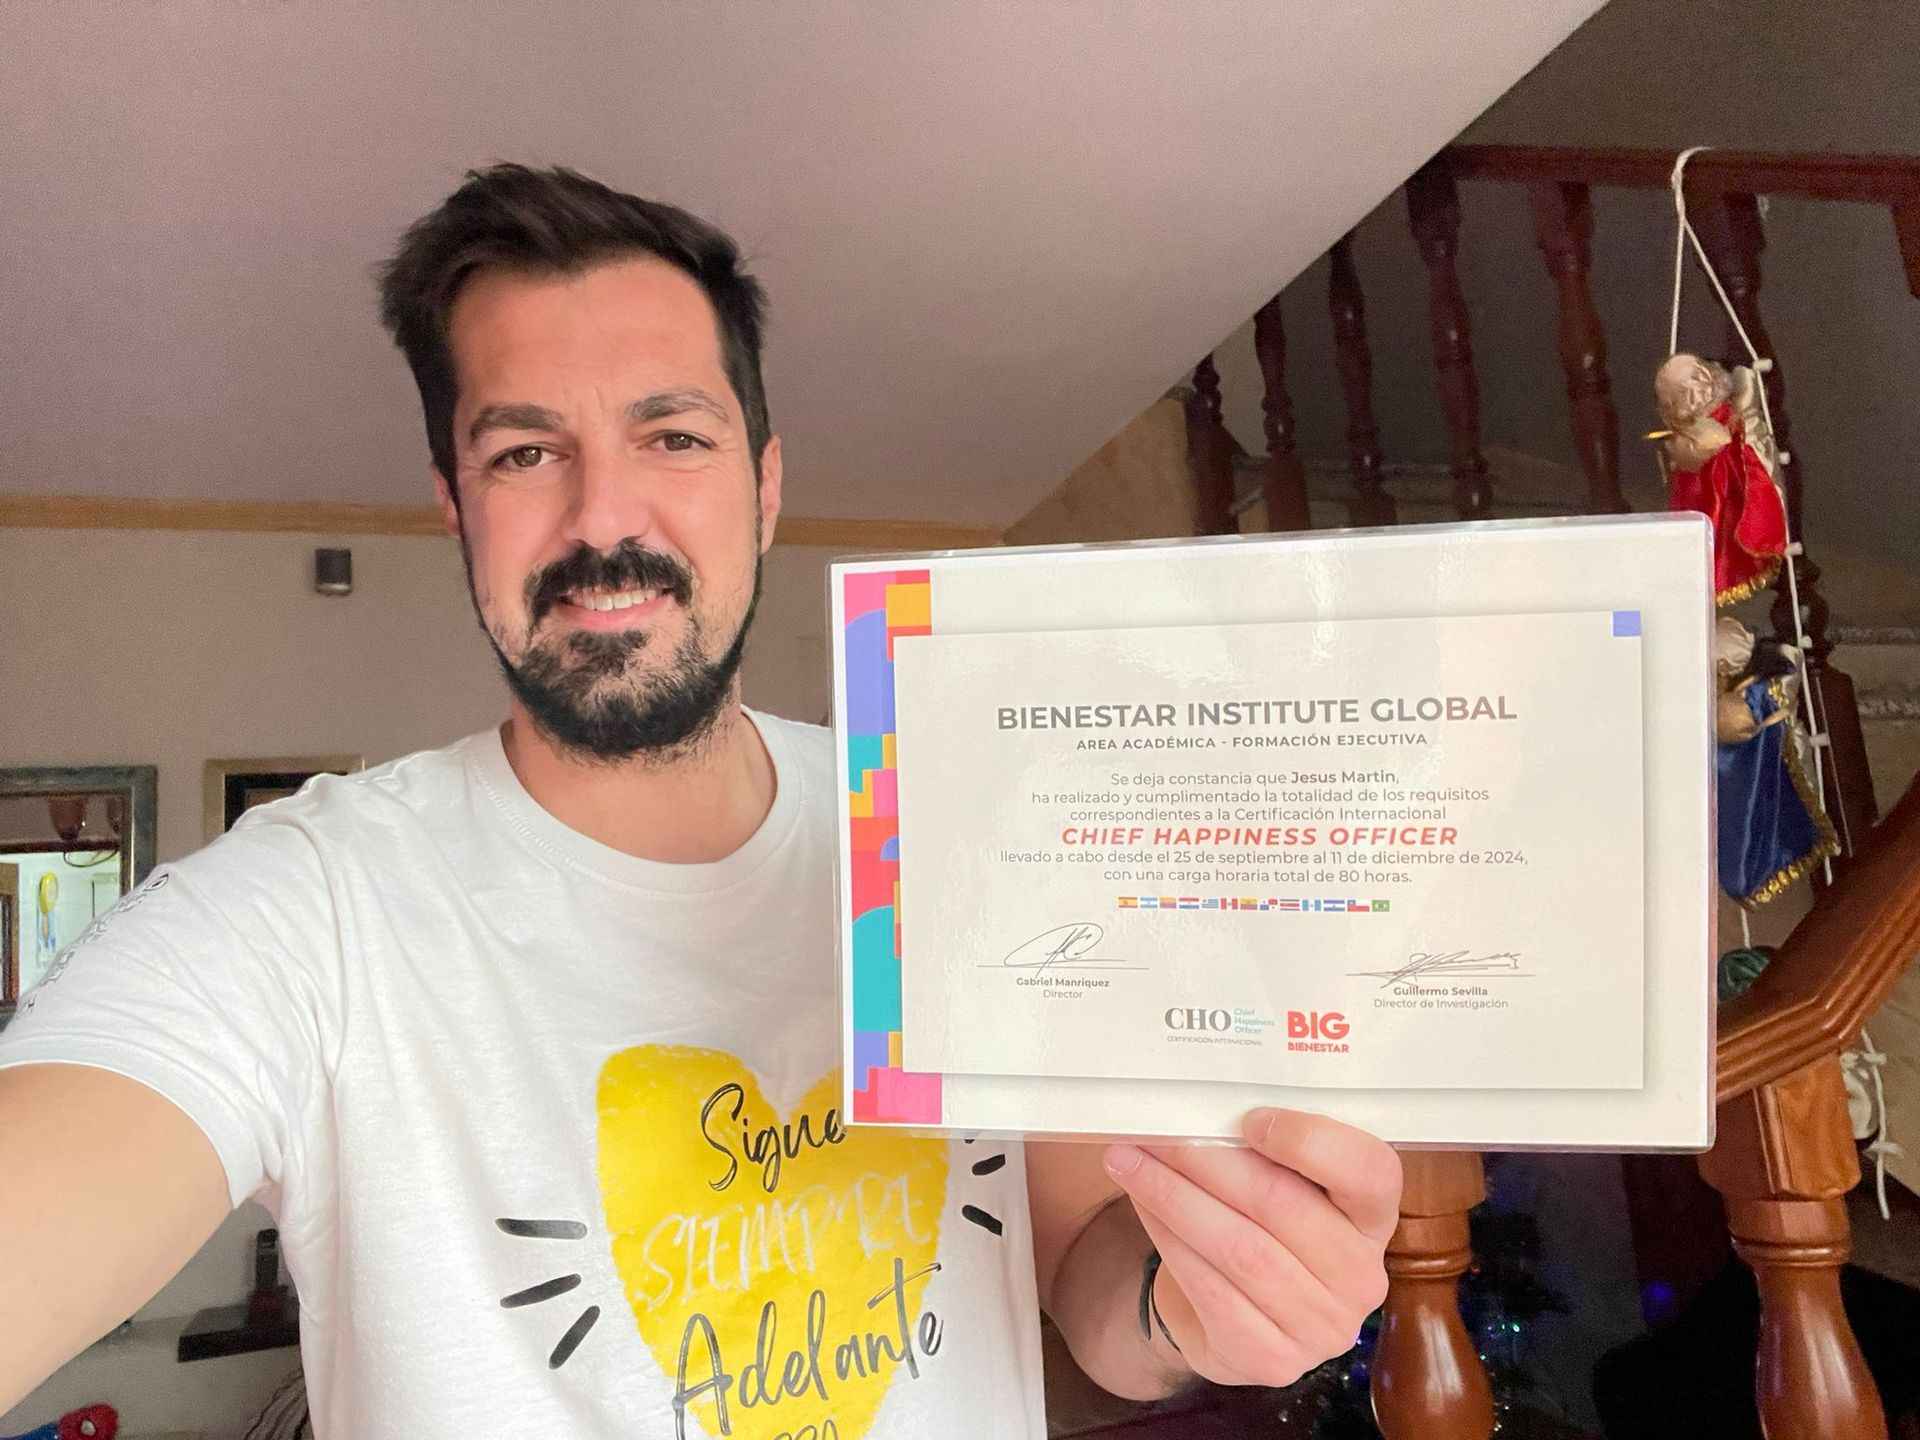 BIENESTAR INSTITUTE GLOBAL
AREA ACADÉMICA - FORMACIÓN EJECUTIVA
Se deja constancia que Jesus Martin,
ha realizado y cumplimentado la totalidad de los requisitos
correspondientes a la Certificación Internacional
CHIEF HAPPINESS OFFICER
llevado a cabo desde el 25 de septiembre al 11 de diciembre de 2024,
con una carga horaria total de 80 horas.
Gabriel Manriquez
Director
Guillermo Sevilla
Director de Investigación
CHO
Chief
Happiness
Officer
CERTIFICACIÓN INTERNACIONAL
BIG
BIENESTAR
Sigue
SIEMPRE
Adelante